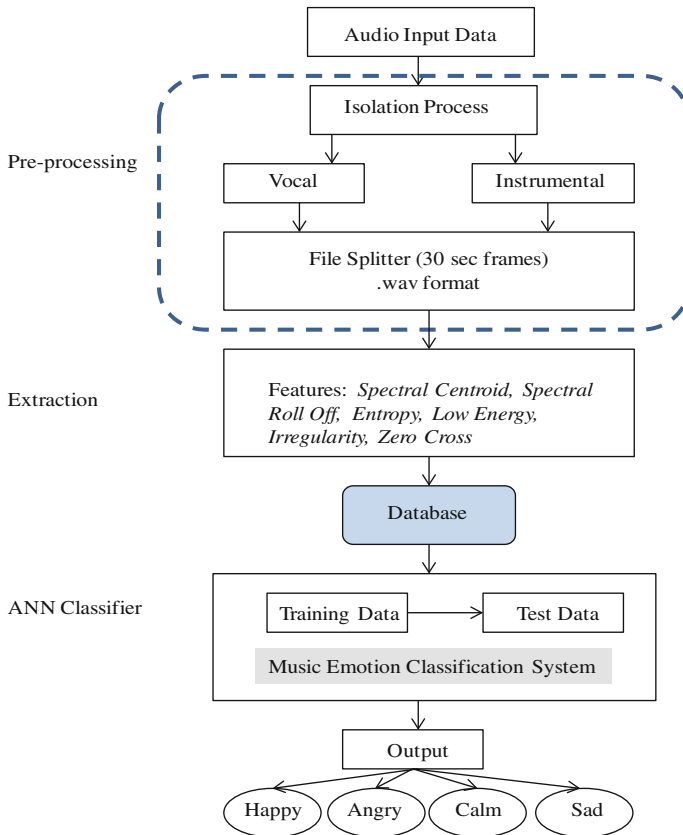 Audio Input Data
Isolation Process
Pre-processing
Vocal
Instrumental
File Splitter (30 sec frames)
.wav format
Extraction
Features: Spectral Centroid, Spectral
Roll Off, Entropy, Low Energy,
Irregularity, Zero Cross
Database
ANN Classifier
Training Data
Test Data
Music Emotion Classification System
Output
Happy
Angry
Calm
Sad